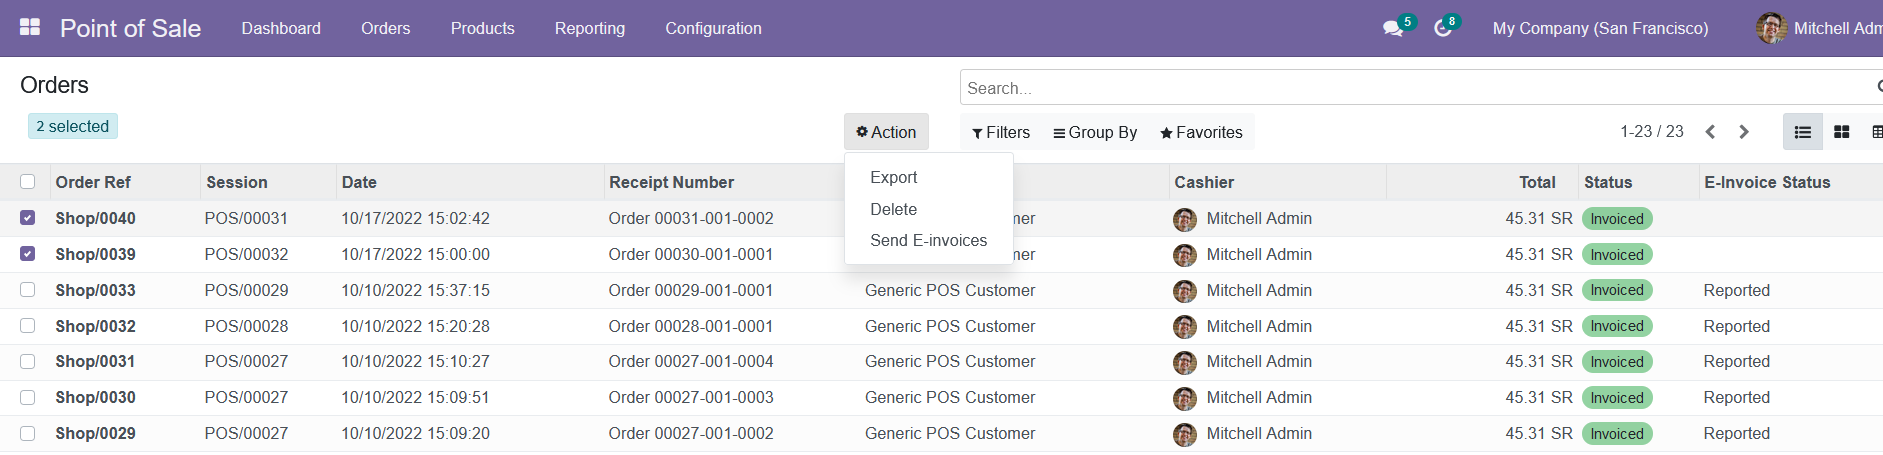 Point of Sale Dashboard Orders Products Reporting Configuration 5 8 My Company (San Francisco) Mitchell Adm
Orders
Search...
2 selected
Action Filters Group By Favorites 1-23 / 23
Export
Delete
Send E-invoices
Order Ref Session Date Receipt Number Cashier Total Status E-Invoice Status
Shop/0040 POS/00031 10/17/2022 15:02:42 Order 00031-001-0002 mer Mitchell Admin 45.31 SR Invoiced
Shop/0039 POS/00032 10/17/2022 15:00:00 Order 00030-001-0001 mer Mitchell Admin 45.31 SR Invoiced
Shop/0033 POS/00029 10/10/2022 15:37:15 Order 00029-001-0001 Generic POS Customer Mitchell Admin 45.31 SR Invoiced Reported
Shop/0032 POS/00028 10/10/2022 15:20:28 Order 00028-001-0001 Generic POS Customer Mitchell Admin 45.31 SR Invoiced Reported
Shop/0031 POS/00027 10/10/2022 15:10:27 Order 00027-001-0004 Generic POS Customer Mitchell Admin 45.31 SR Invoiced Reported
Shop/0030 POS/00027 10/10/2022 15:09:51 Order 00027-001-0003 Generic POS Customer Mitchell Admin 45.31 SR Invoiced Reported
Shop/0029 POS/00027 10/10/2022 15:09:20 Order 00027-001-0002 Generic POS Customer Mitchell Admin 45.31 SR Invoiced Reported